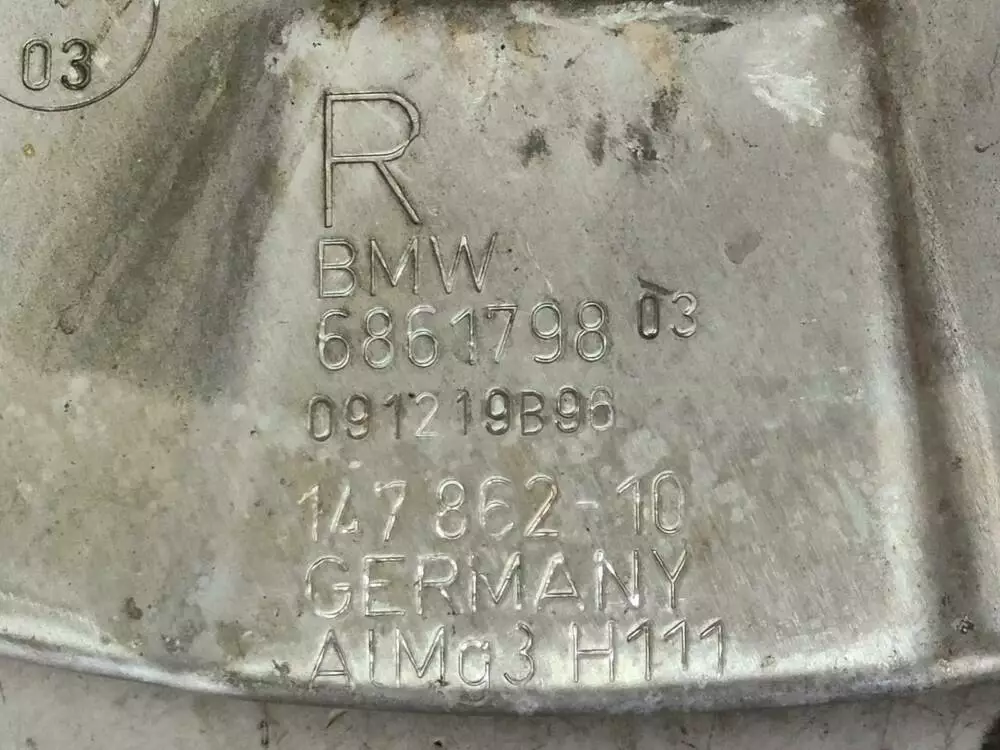 03
R
BMW
6861798 03
091219B96
147 862-10
GERMANY
AlMg3 H111